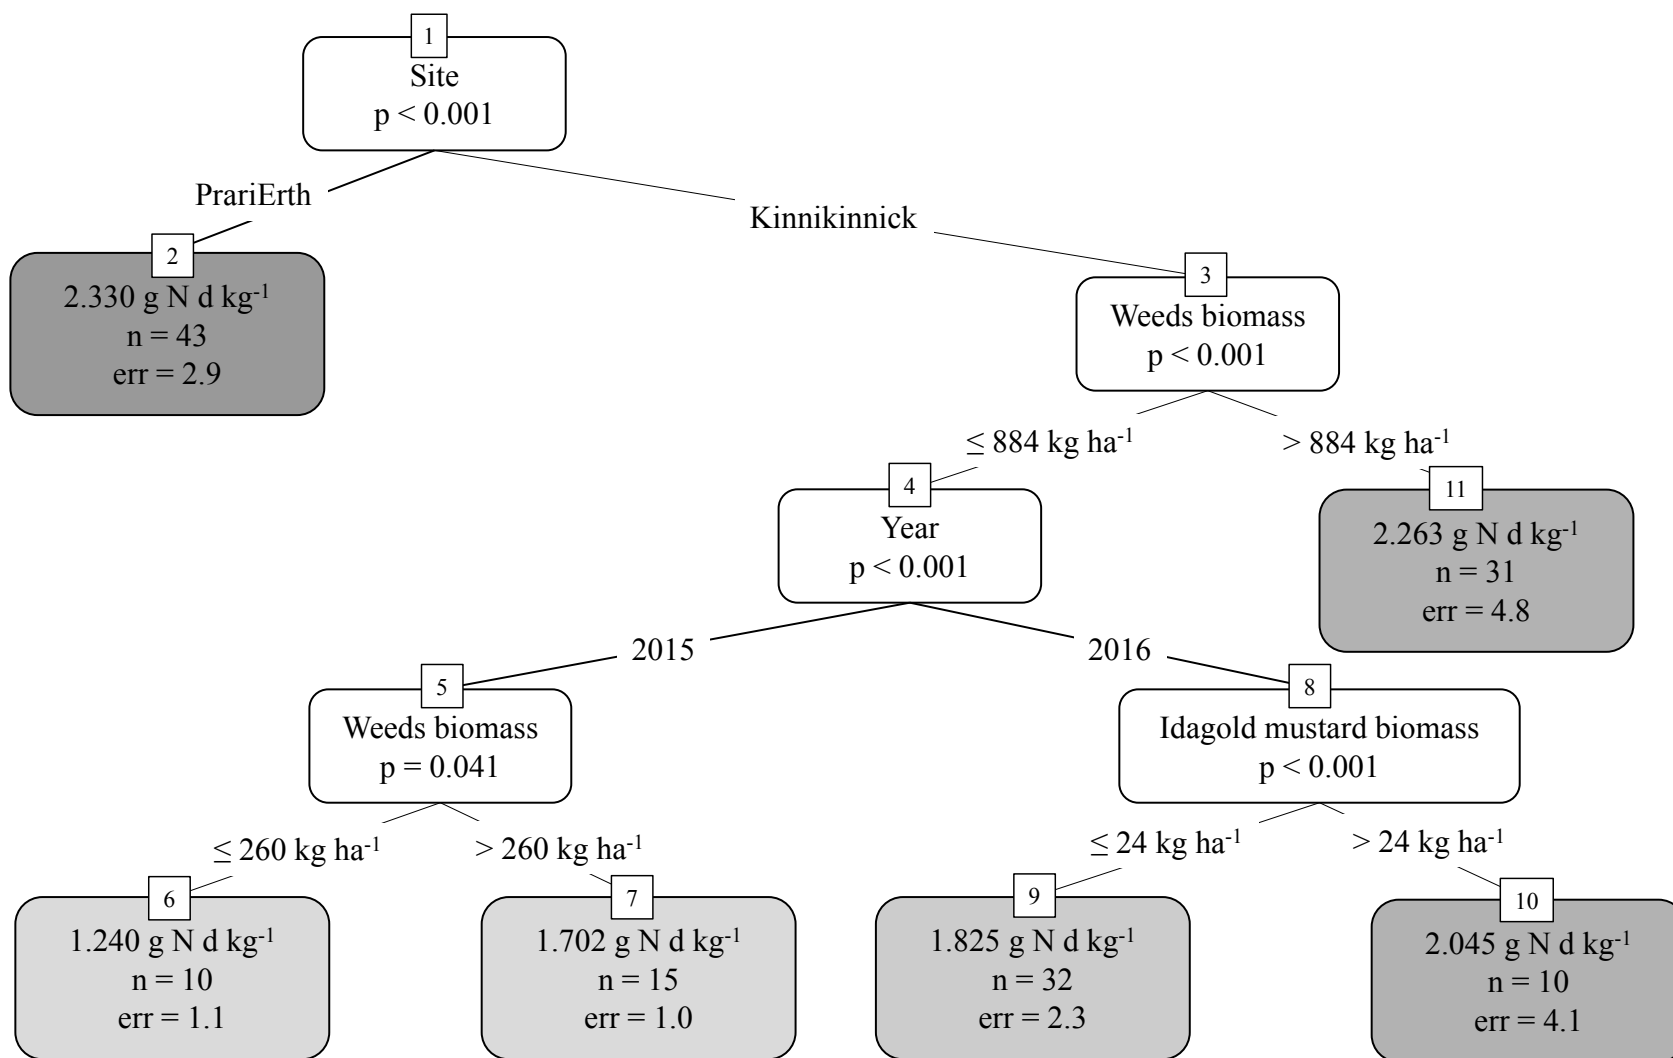 1
Site
p < 0.001
PrariErth
Kinnikinnick
2
2.330 g N d kg⁻¹
n = 43
err = 2.9
3
Weeds biomass
p < 0.001
≤ 884 kg ha⁻¹
> 884 kg ha⁻¹
4
Year
p < 0.001
11
2.263 g N d kg⁻¹
n = 31
err = 4.8
2015
2016
5
Weeds biomass
p = 0.041
8
Idagold mustard biomass
p < 0.001
≤ 260 kg ha⁻¹
> 260 kg ha⁻¹
≤ 24 kg ha⁻¹
> 24 kg ha⁻¹
6
1.240 g N d kg⁻¹
n = 10
err = 1.1
7
1.702 g N d kg⁻¹
n = 15
err = 1.0
9
1.825 g N d kg⁻¹
n = 32
err = 2.3
10
2.045 g N d kg⁻¹
n = 10
err = 4.1